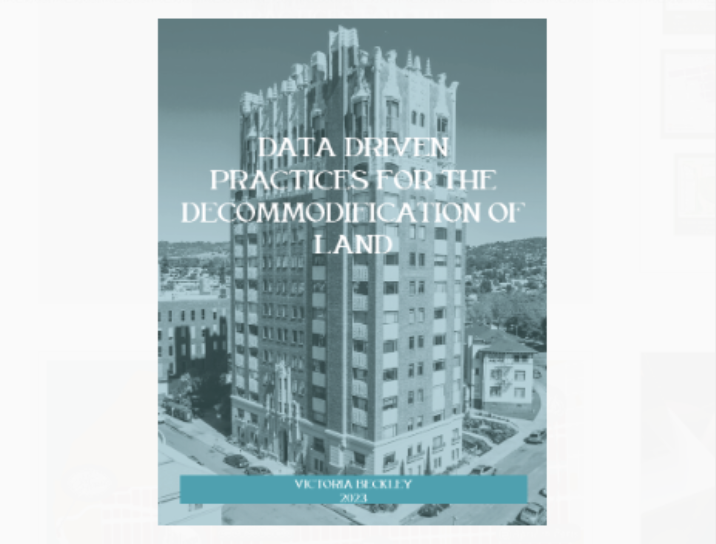 DATA DRIVEN
PRACTICES FOR THE
DECOMMODIFICATION OF
LAND
VICTORIA BECKLEY
2023